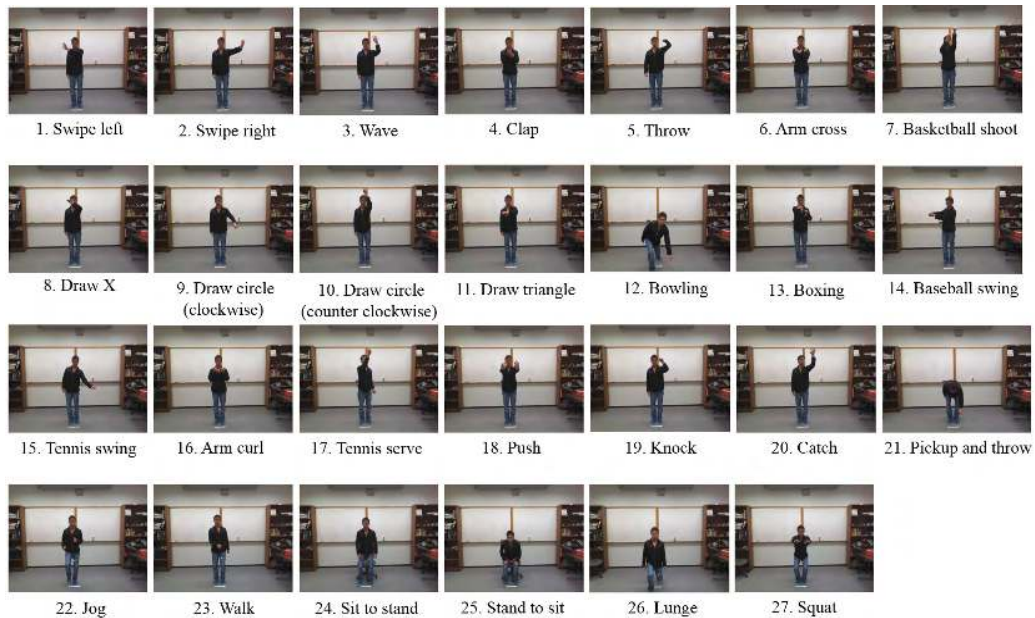 1. Swipe left
2. Swipe right
3. Wave
4. Clap
5. Throw
6. Arm cross
7. Basketball shoot
8. Draw X
9. Draw circle
(clockwise)
10. Draw circle
(counter clockwise)
11. Draw triangle
12. Bowling
13. Boxing
14. Baseball swing
15. Tennis swing
16. Arm curl
17. Tennis serve
18. Push
19. Knock
20. Catch
21. Pickup and throw
22. Jog
23. Walk
24. Sit to stand
25. Stand to sit
26. Lunge
27. Squat